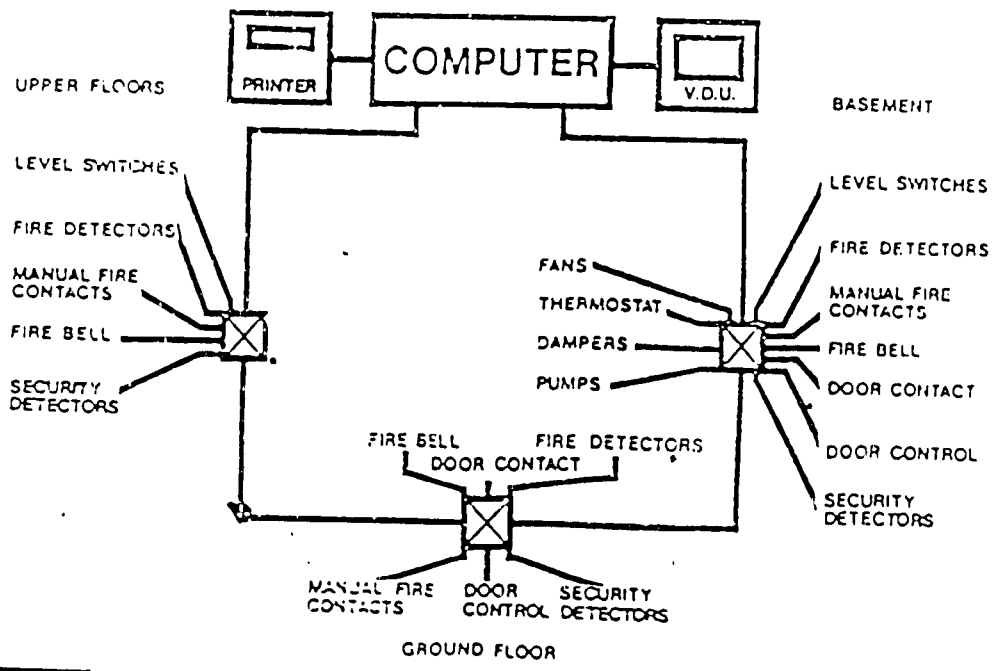 COMPUTER
PRINTER
V.D.U.
UPPER FLOORS
LEVEL SWITCHES
FIRE DETECTORS
MANUAL FIRE
CONTACTS
FIRE BELL
SECURITY
DETECTORS
BASEMENT
FANS
THERMOSTAT
DAMPERS
PUMPS
LEVEL SWITCHES
FIRE DETECTORS
MANUAL FIRE
CONTACTS
FIRE BELL
DOOR CONTACT
DOOR CONTROL
SECURITY
DETECTORS
FIRE BELL
DOOR CONTACT
FIRE DETECTORS
MANUAL FIRE
CONTACTS
DOOR
CONTROL
SECURITY
DETECTORS
GROUND FLOOR